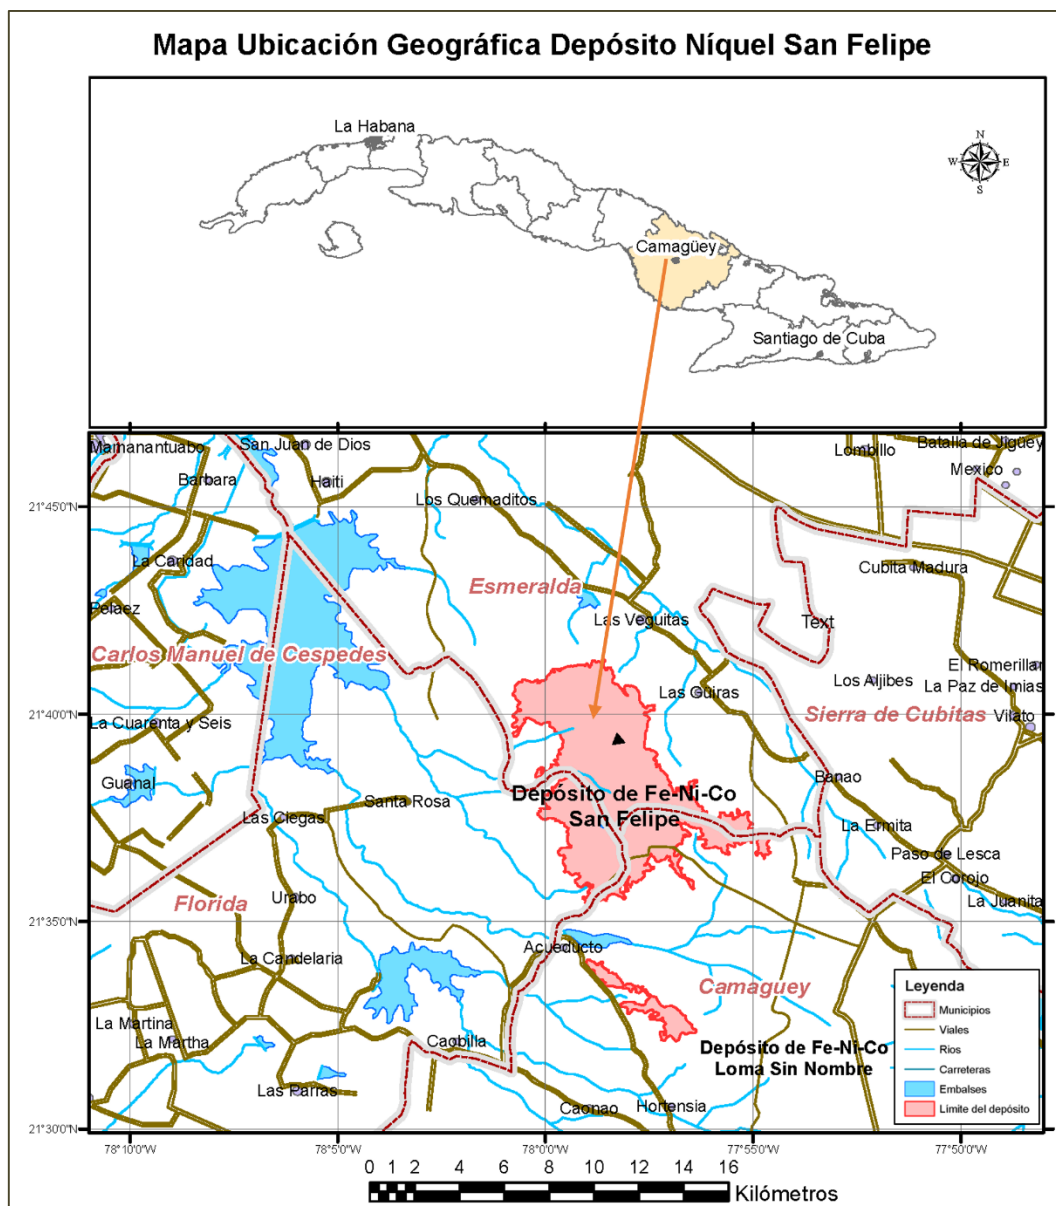 Mapa Ubicación Geográfica Depósito Níquel San Felipe
La Habana
N
W
E
S
Camagüey
Santiago de Cuba
Mamanantuabo
San Juan de Dios
Lombillo
Batalla de Jigüey
Mexico
Barbara
Haiti
Los Quemaditos
21°45'0"N
La Caridad
Cubita Madura
Esmeralda
Pelaez
Las Veguitas
Text
Carlos Manuel de Cespedes
El Romerillar
Los Aljibes
La Paz de Imias
Las Güiras
21°40'0"N
La Cuarenta y Seis
Sierra de Cubitas
Vilato
Guanal
Banao
Santa Rosa
Depósito de Fe-Ni-Co
San Felipe
Las Ciegas
La Ermita
Paso de Lesca
El Corojo
Urabo
La Juanita
Florida
21°35'0"N
Acueducto
La Candelaria
Camaguey
Leyenda
Municipios
Viales
Rios
Carreteras
Embalses
Límite del depósito
La Martina
La Martha
Caobilla
Depósito de Fe-Ni-Co
Loma Sin Nombre
Las Parras
Caonao
Hortensia
21°30'0"N
78°10'0"W
78°5'0"W
78°0'0"W
77°55'0"W
77°50'0"W
0 1 2 4 6 8 10 12 14 16
Kilómetros